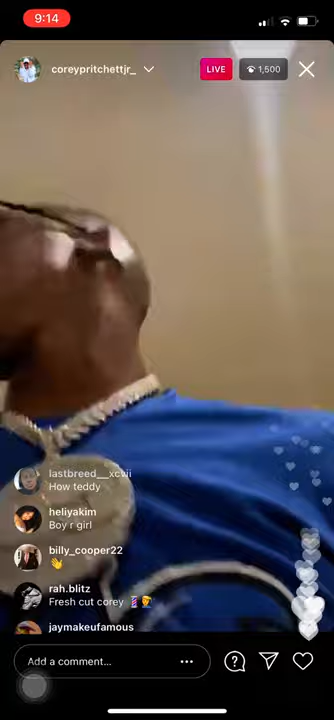 9:14
coreypritchettjr_
LIVE
1,500
lastbreed__xcvii
How teddy
heliyakim
Boy r girl
billy_cooper22
👋
rah.blitz
Fresh cut corey 💈💇‍♂️
jaymakeufamous
Add a comment...